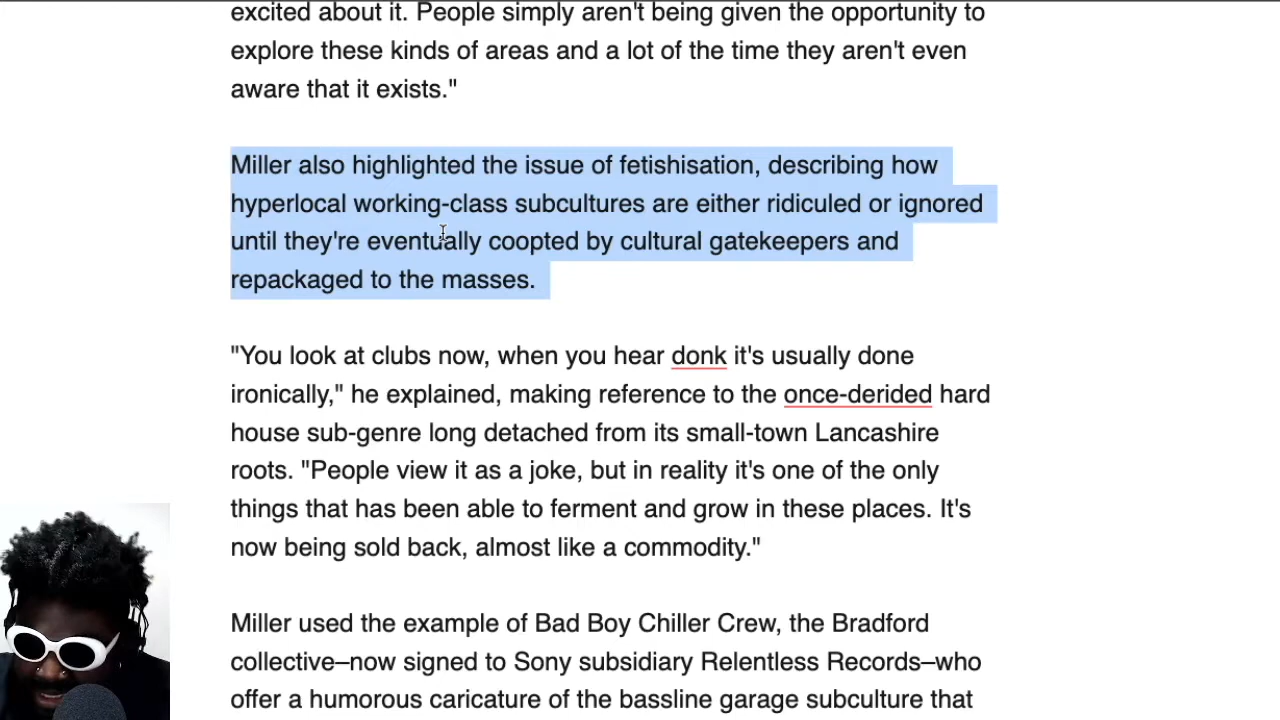 excited about it. People simply aren't being given the opportunity to
explore these kinds of areas and a lot of the time they aren't even
aware that it exists."
Miller also highlighted the issue of fetishisation, describing how
hyperlocal working-class subcultures are either ridiculed or ignored
until they're eventually coopted by cultural gatekeepers and
repackaged to the masses.
"You look at clubs now, when you hear donk it's usually done
ironically," he explained, making reference to the once-derided hard
house sub-genre long detached from its small-town Lancashire
roots. "People view it as a joke, but in reality it's one of the only
things that has been able to ferment and grow in these places. It's
now being sold back, almost like a commodity."
Miller used the example of Bad Boy Chiller Crew, the Bradford
collective—now signed to Sony subsidiary Relentless Records—who
offer a humorous caricature of the bassline garage subculture that